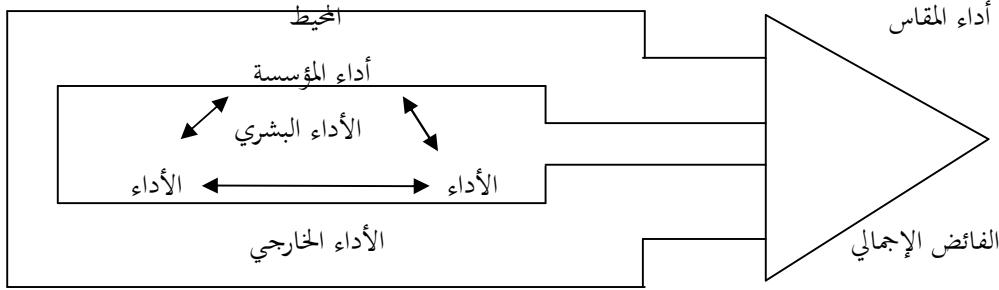 المحيط
أداء المقاس
أداء المؤسسة
الأداء البشري
الأداء
الأداء
الأداء الخارجي
الفائض الإجمالي